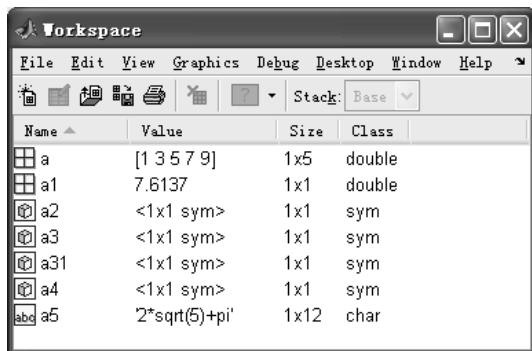 Workspace
File Edit View Graphics Debug Desktop Window Help
Stack: Base
Name Value Size Class
a [1 3 5 7 9] 1x5 double
a1 7.6137 1x1 double
a2 <1x1 sym> 1x1 sym
a3 <1x1 sym> 1x1 sym
a31 <1x1 sym> 1x1 sym
a4 <1x1 sym> 1x1 sym
abc a5 '2*sqrt(5)+pi' 1x12 char